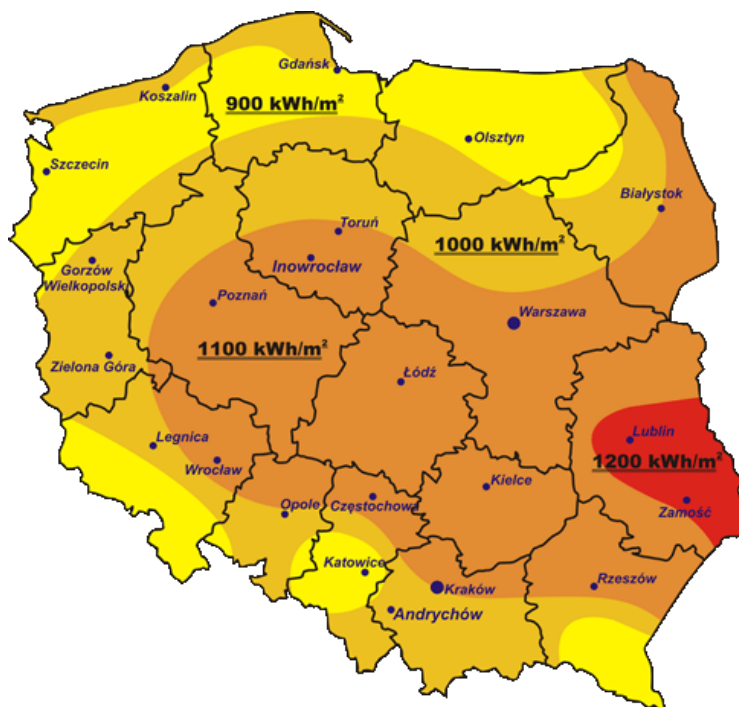 Gdańsk
Koszalin
900 kWh/m²
Olsztyn
Szczecin
Białystok
Toruń
1000 kWh/m²
Gorzów
Wielkopolski
Inowrocław
Poznań
Warszawa
1100 kWh/m²
Zielona Góra
Łódź
Legnica
Lublin
Wrocław
1200 kWh/m²
Kielce
Opole
Częstochowa
Zamość
Katowice
Kraków
Rzeszów
Andrychów